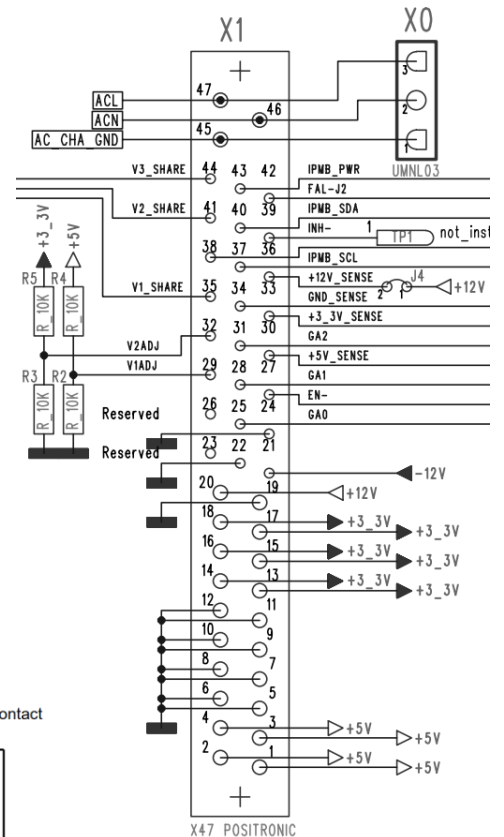 X1
X0
47
ACL
3
46
ACN
2
45
AC_CHA_GND
1
UMNL03
V3_SHARE 44 43 42 IPMB_PWR
FAL-J2
V2_SHARE 41 40 39 IPMB_SDA
INH-
1 TP1 not_inst
38 37 36 IPMB_SCL
+3_3V +5V
R5 R4
V1_SHARE 35 34 33 +12V_SENSE J4
2 1 +12V
GND_SENSE
R_10K R_10K
32 31 30 +3_3V_SENSE
V2ADJ GA2
+5V_SENSE
V1ADJ 29 28 27 GA1
R3 R2
R_10K R_10K
EN-
Reserved 26 25 24 GA0
Reserved 23 22 21
-12V
20 19 +12V
18 17 +3_3V
+3_3V
16 15 +3_3V
+3_3V
14 13 +3_3V
+3_3V
12 11
10 9
8 7
6 5
ontact
4 3 +5V
+5V
2 1 +5V
+5V
X47 POSITRONIC